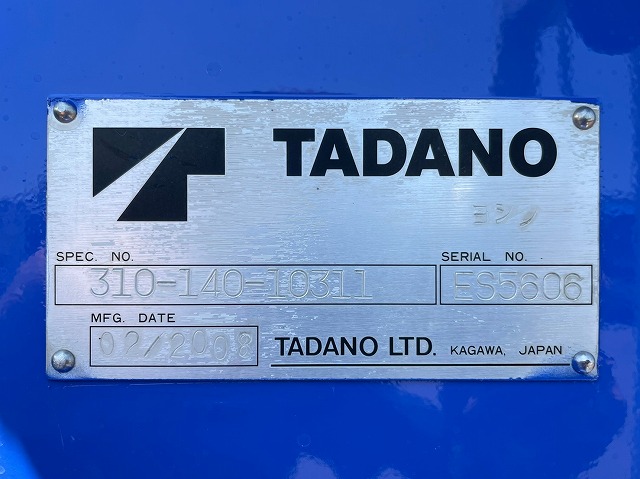 TADANO
ヨシノ
SPEC. NO.
SERIAL NO.
310-140-10311
ES5606
MFG. DATE
02/2008
TADANO LTD. KAGAWA, JAPAN